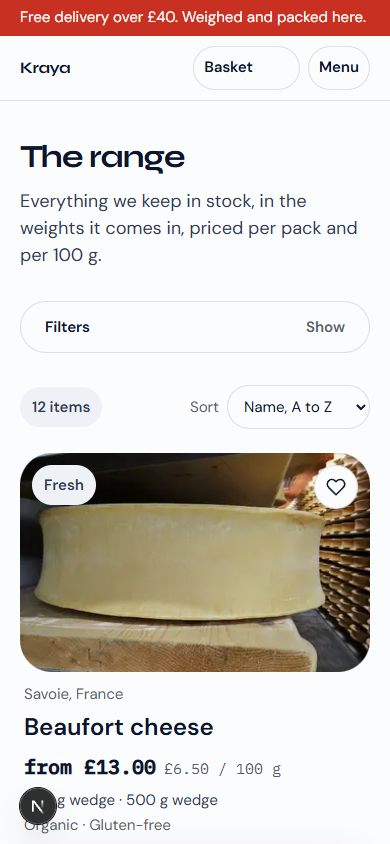 Free delivery over £40. Weighed and packed here.
Kraya
Basket
Menu
The range
Everything we keep in stock, in the
weights it comes in, priced per pack and
per 100 g.
Filters
Show
12 items
Sort
Name, A to Z
Fresh
Savoie, France
Beaufort cheese
from £13.00 £6.50 / 100 g
g wedge · 500 g wedge
N
Organic · Gluten-free